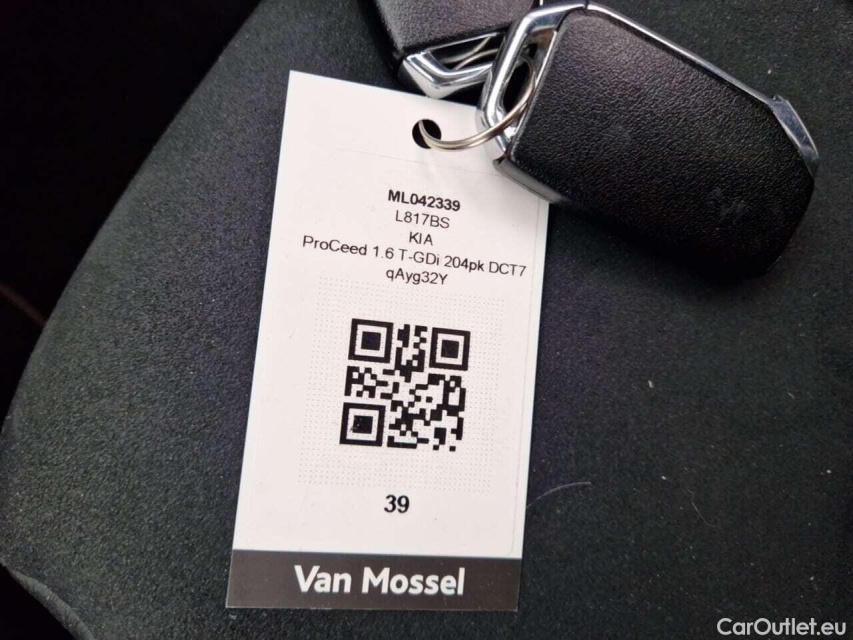 ML042339
L817BS
KIA
ProCeed 1.6 T-GDi 204pk DCT7
qAyg32Y
39
Van Mossel
CarOutlet.eu